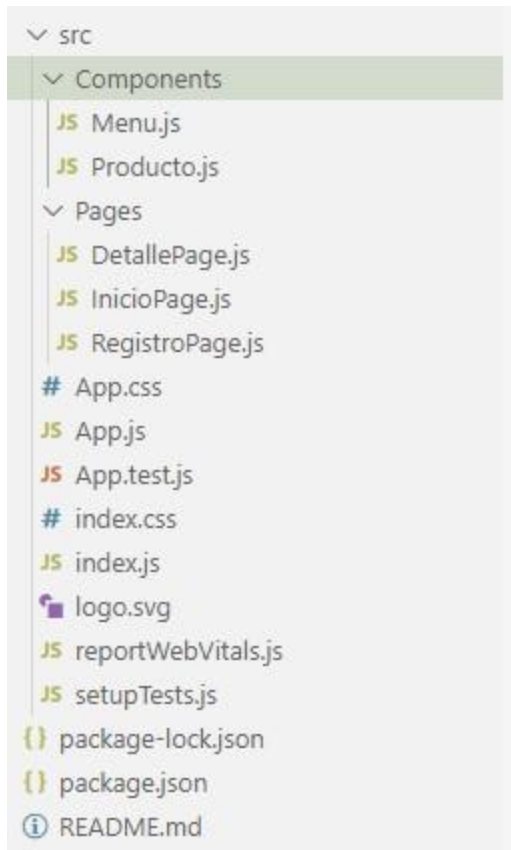 src
Components
JS Menu.js
JS Producto.js
Pages
JS DetallePage.js
JS InicioPage.js
JS RegistroPage.js
# App.css
JS App.js
JS App.test.js
# index.css
JS index.js
logo.svg
JS reportWebVitals.js
JS setupTests.js
{} package-lock.json
{} package.json
README.md